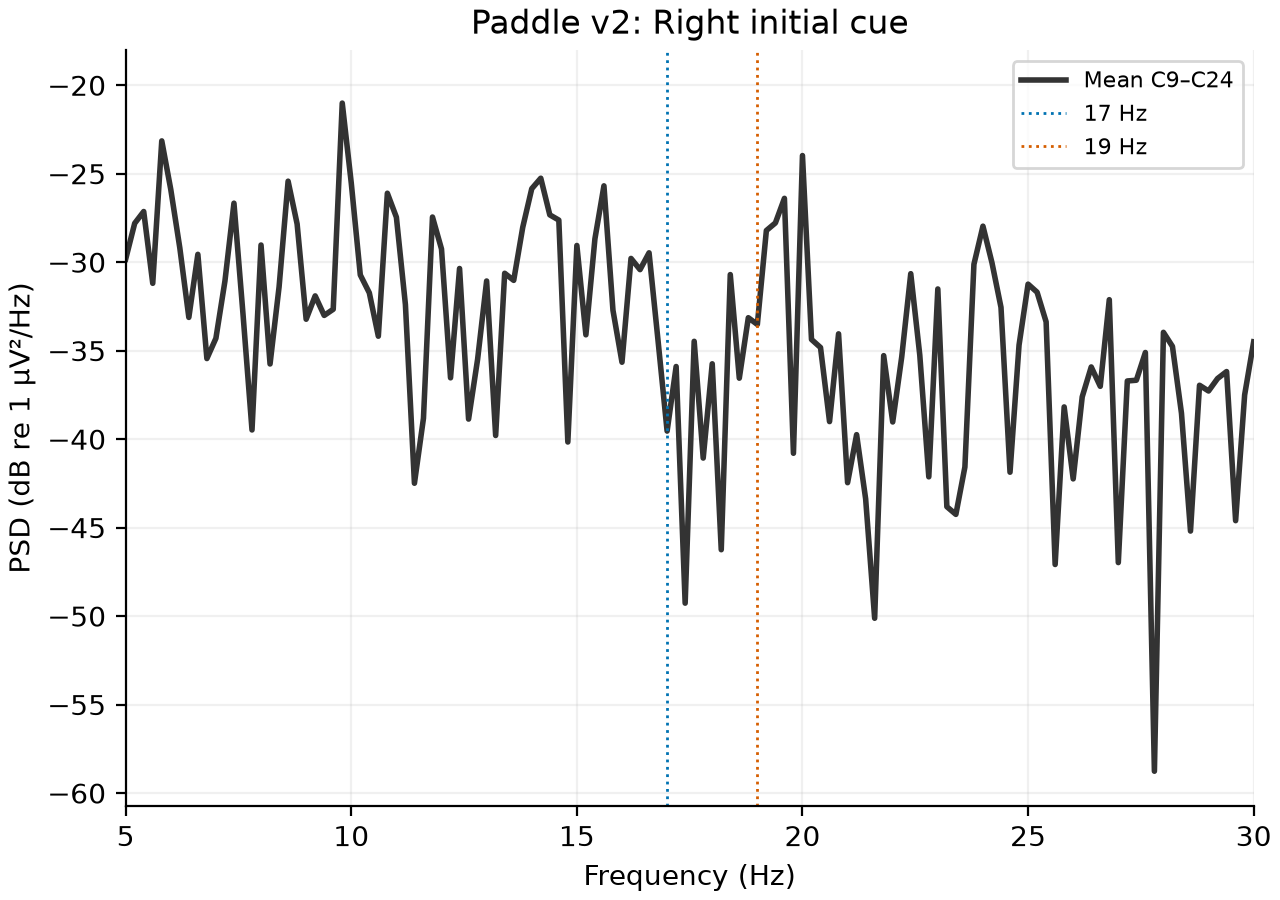 Paddle v2: Right initial cue
Mean C9–C24
17 Hz
19 Hz
−20
−25
−30
−35
−40
−45
−50
−55
−60
PSD (dB re 1 µV²/Hz)
5
10
15
20
25
30
Frequency (Hz)